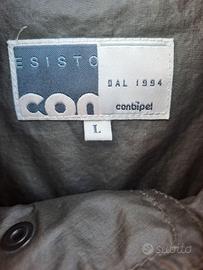 ESISTO
DAL 1994
con
conbipel
L
subito